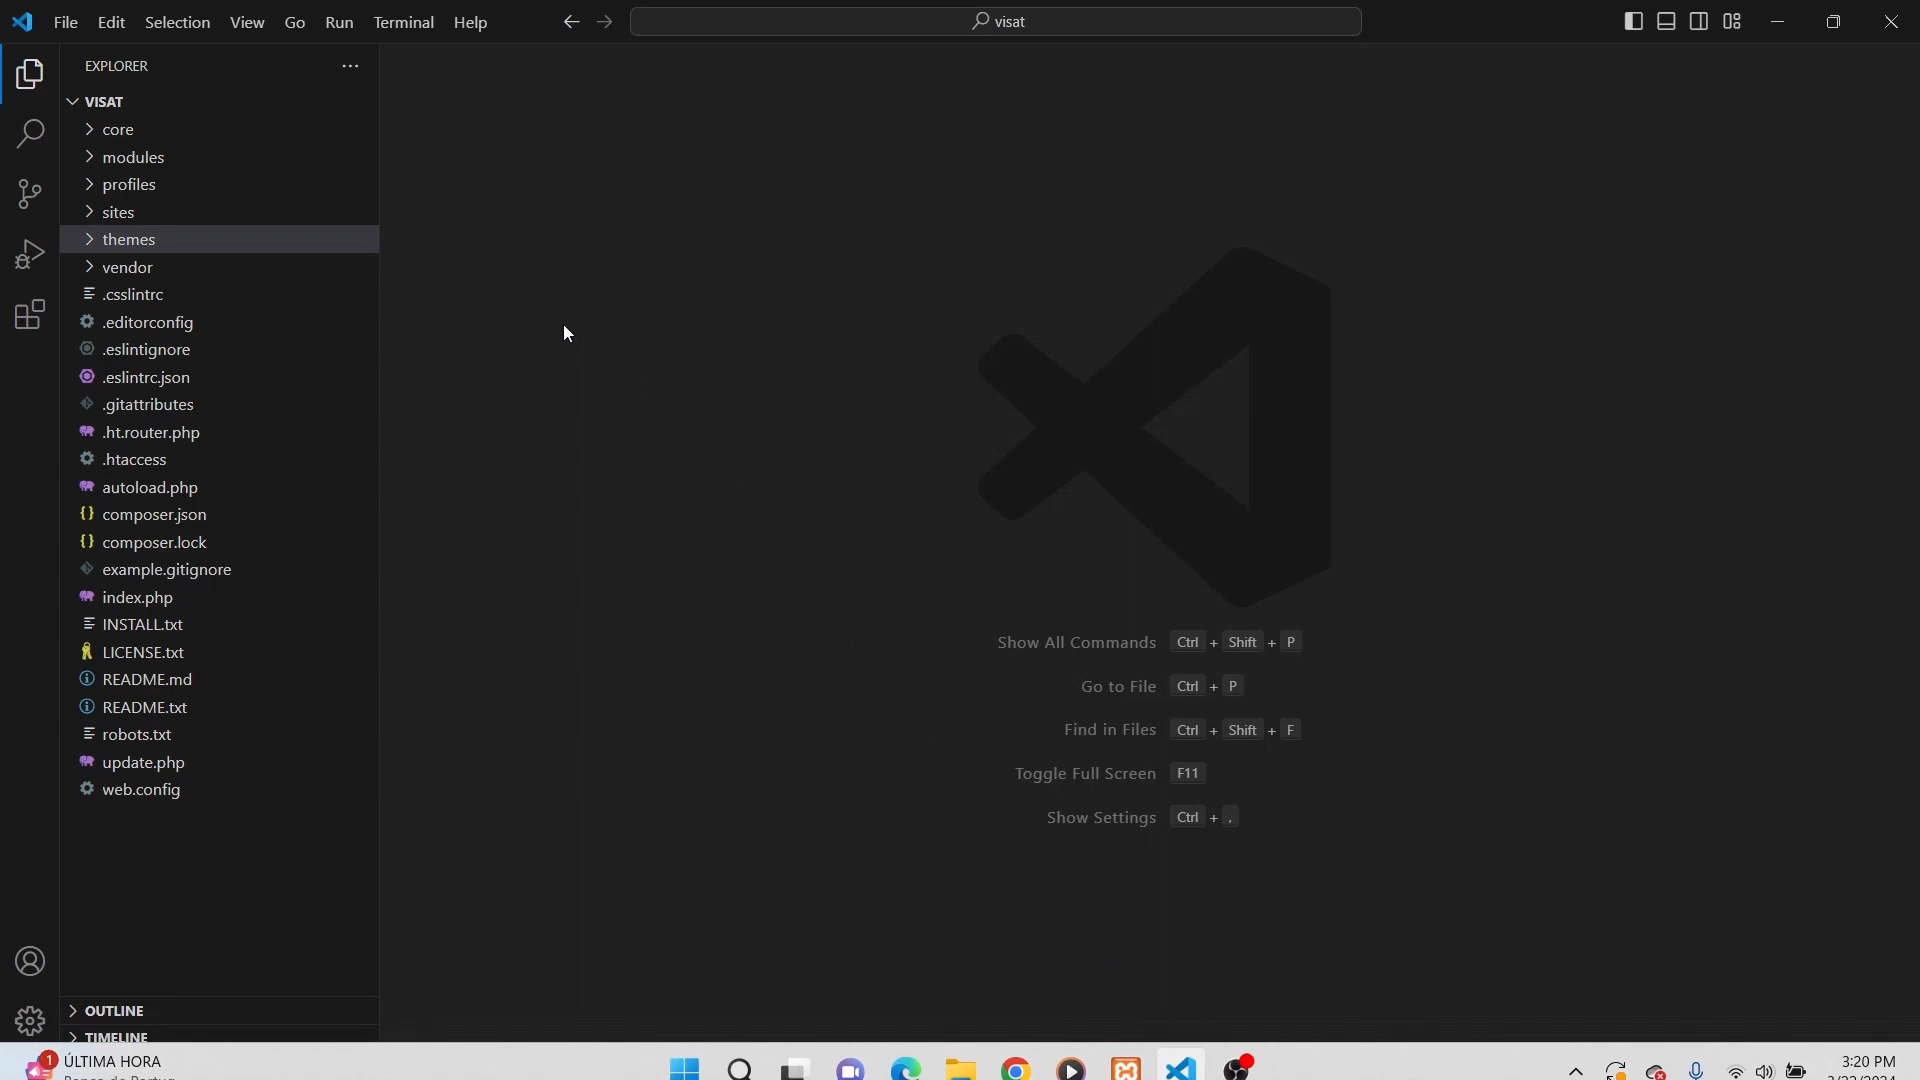 File Edit Selection View Go Run Terminal Help
visat
EXPLORER
VISAT
core
modules
profiles
sites
themes
vendor
.csslintrc
.editorconfig
.eslintignore
.eslintrc.json
.gitattributes
.ht.router.php
.htaccess
autoload.php
composer.json
composer.lock
example.gitignore
index.php
INSTALL.txt
LICENSE.txt
README.md
README.txt
robots.txt
update.php
web.config
OUTLINE
TIMELINE
Show All Commands Ctrl + Shift + P
Go to File Ctrl + P
Find in Files Ctrl + Shift + F
Toggle Full Screen F11
Show Settings Ctrl + ,
1
ÚLTIMA HORA
3:20 PM